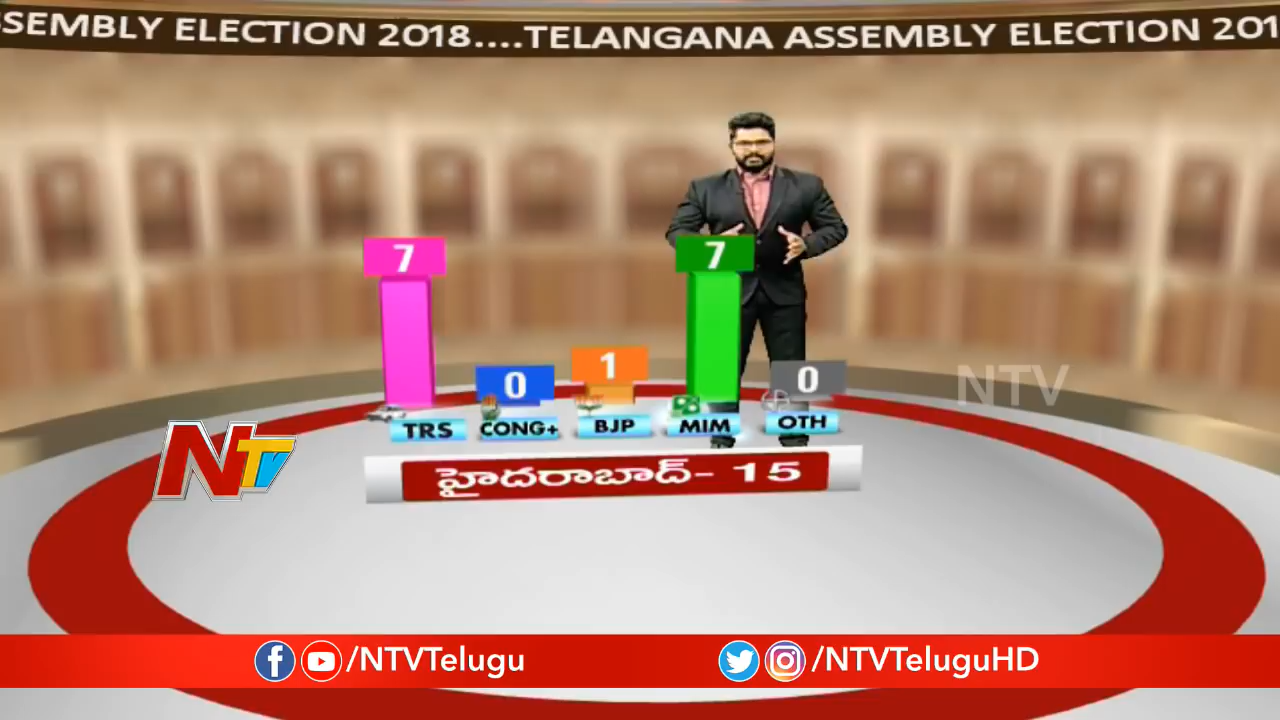 SSEMBLY ELECTION 2018....TELANGANA ASSEMBLY ELECTION 201
7
0
1
7
0
TRS
CONG+
BJP
MIM
OTH
NTV
NTV
హైదరాబాద్- 15
/NTVTelugu
/NTVTeluguHD